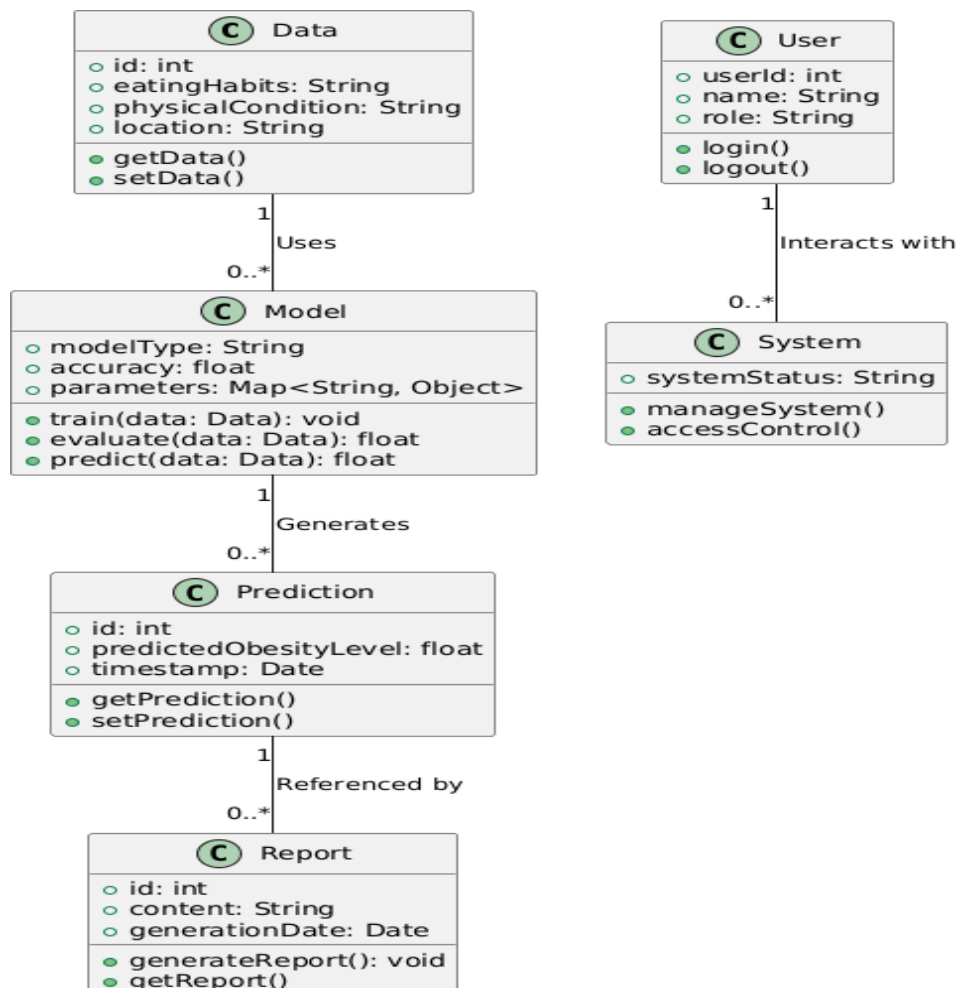 C Data
id: int
eatingHabits: String
physicalCondition: String
location: String
getData()
setData()
1
Uses
0..*
C Model
modelType: String
accuracy: float
parameters: Map<String, Object>
train(data: Data): void
evaluate(data: Data): float
predict(data: Data): float
1
Generates
0..*
C Prediction
id: int
predictedObesityLevel: float
timestamp: Date
getPrediction()
setPrediction()
1
Referenced by
0..*
C Report
id: int
content: String
generationDate: Date
generateReport(): void
getReport()
C User
userId: int
name: String
role: String
login()
logout()
1
Interacts with
0..*
C System
systemStatus: String
manageSystem()
accessControl()